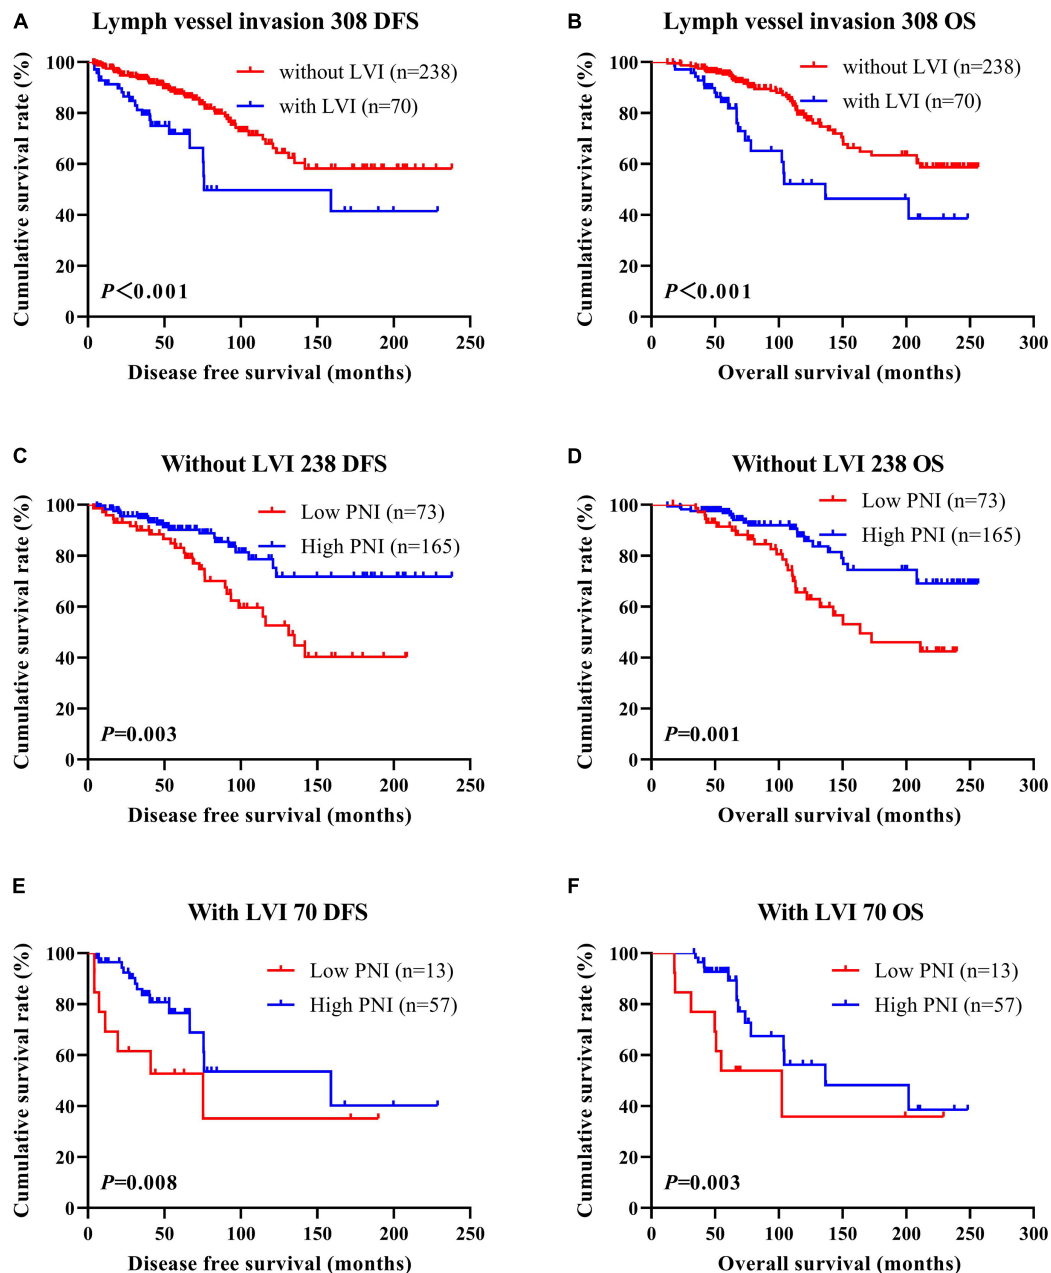 A
Lymph vessel invasion 308 DFS
Cumulative survival rate (%)
100
80
60
40
20
0
without LVI (n=238)
with LVI (n=70)
P<0.001
0 50 100 150 200 250
Disease free survival (months)
B
Lymph vessel invasion 308 OS
Cumulative survival rate (%)
100
80
60
40
20
0
without LVI (n=238)
with LVI (n=70)
P<0.001
0 50 100 150 200 250 300
Overall survival (months)
C
Without LVI 238 DFS
Cumulative survival rate (%)
100
80
60
40
20
0
Low PNI (n=73)
High PNI (n=165)
P=0.003
0 50 100 150 200 250
Disease free survival (months)
D
Without LVI 238 OS
Cumulative survival rate (%)
100
80
60
40
20
0
Low PNI (n=73)
High PNI (n=165)
P=0.001
0 50 100 150 200 250 300
Overall survival (months)
E
With LVI 70 DFS
Cumulative survival rate (%)
100
80
60
40
20
0
Low PNI (n=13)
High PNI (n=57)
P=0.008
0 50 100 150 200 250
Disease free survival (months)
F
With LVI 70 OS
Cumulative survival rate (%)
100
80
60
40
20
0
Low PNI (n=13)
High PNI (n=57)
P=0.003
0 50 100 150 200 250 300
Overall survival (months)